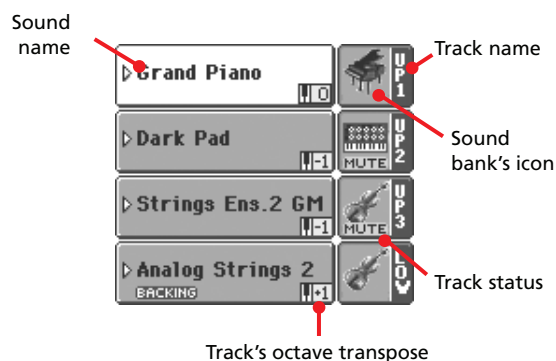 Sound
name
Grand Piano
0
UP1
Track name
Dark Pad
-1
MUTE
UP2
Sound
bank's icon
Strings Ens.2 GM
-1
MUTE
UP3
Analog Strings 2
BACKING
+1
LOW
Track status
Track's octave transpose